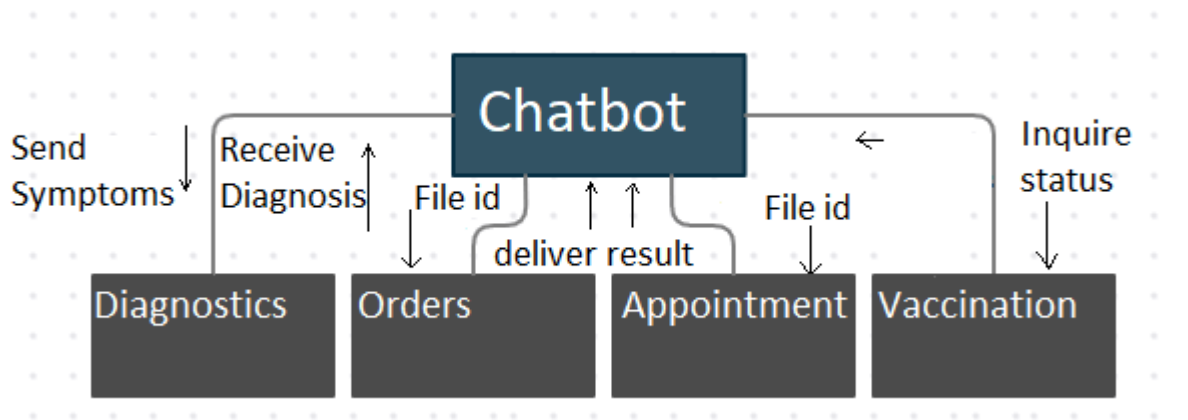 Chatbot
Send
Symptoms
Receive
Diagnosis
File id
deliver result
File id
Inquire
status
Diagnostics
Orders
Appointment
Vaccination